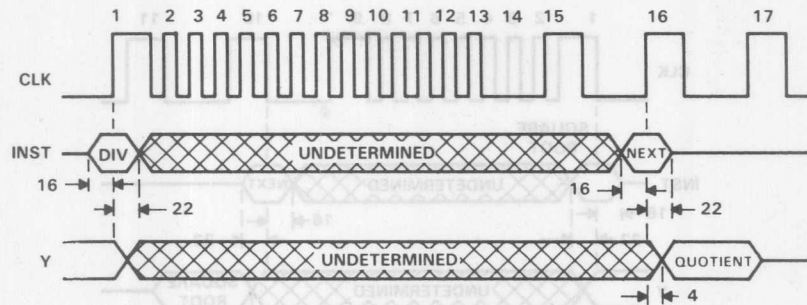 1 2 3 4 5 6 7 8 9 10 11 12 13 14 15 16 17
CLK
INST DIV UNDETERMINED NEXT
16 16
22 22
Y UNDETERMINED QUOTIENT
4